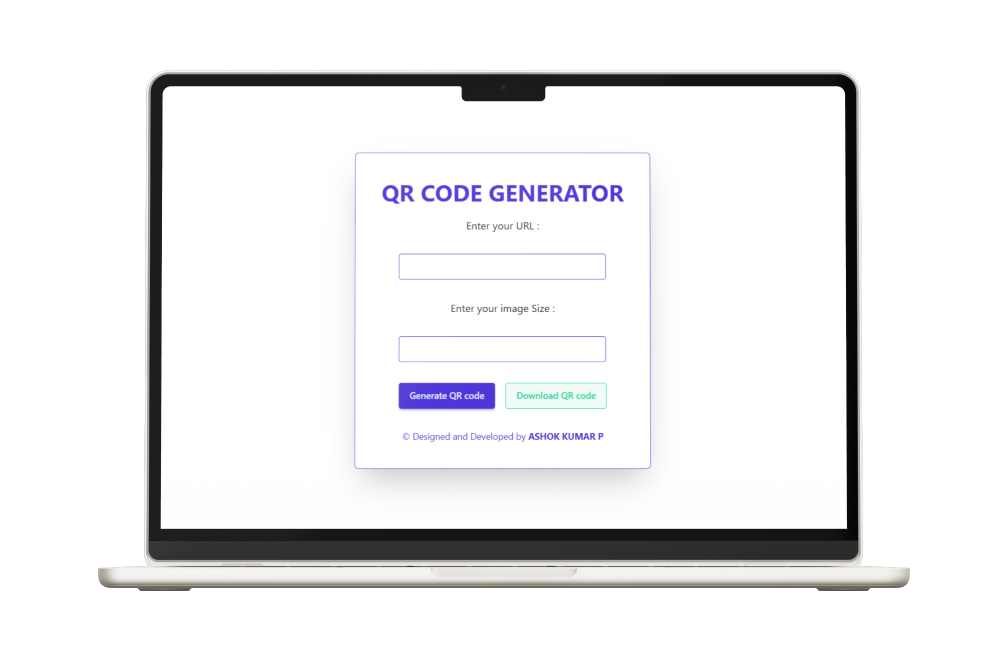 QR CODE GENERATOR
Enter your URL :
Enter your image Size :
Generate QR code
Download QR code
© Designed and Developed by ASHOK KUMAR P